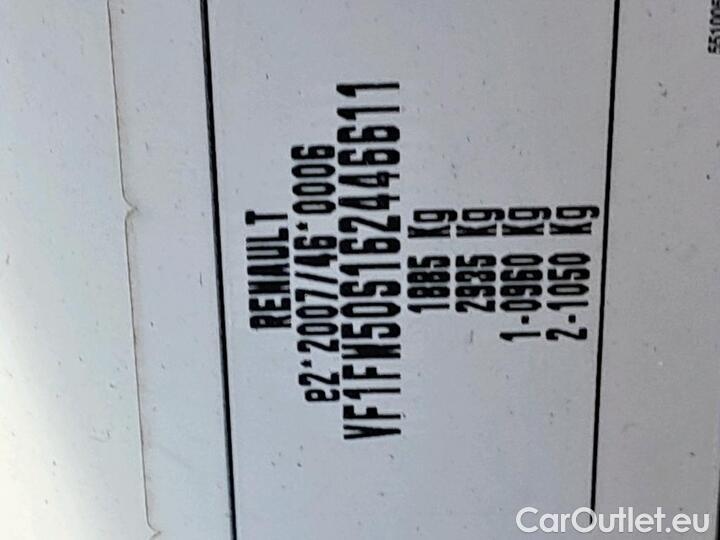 RENAULT
e2*2007/46*0006
VF1FW50S162446611
1885 Kg
2935 Kg
1-0960 Kg
2-1050 Kg
CarOutlet.eu